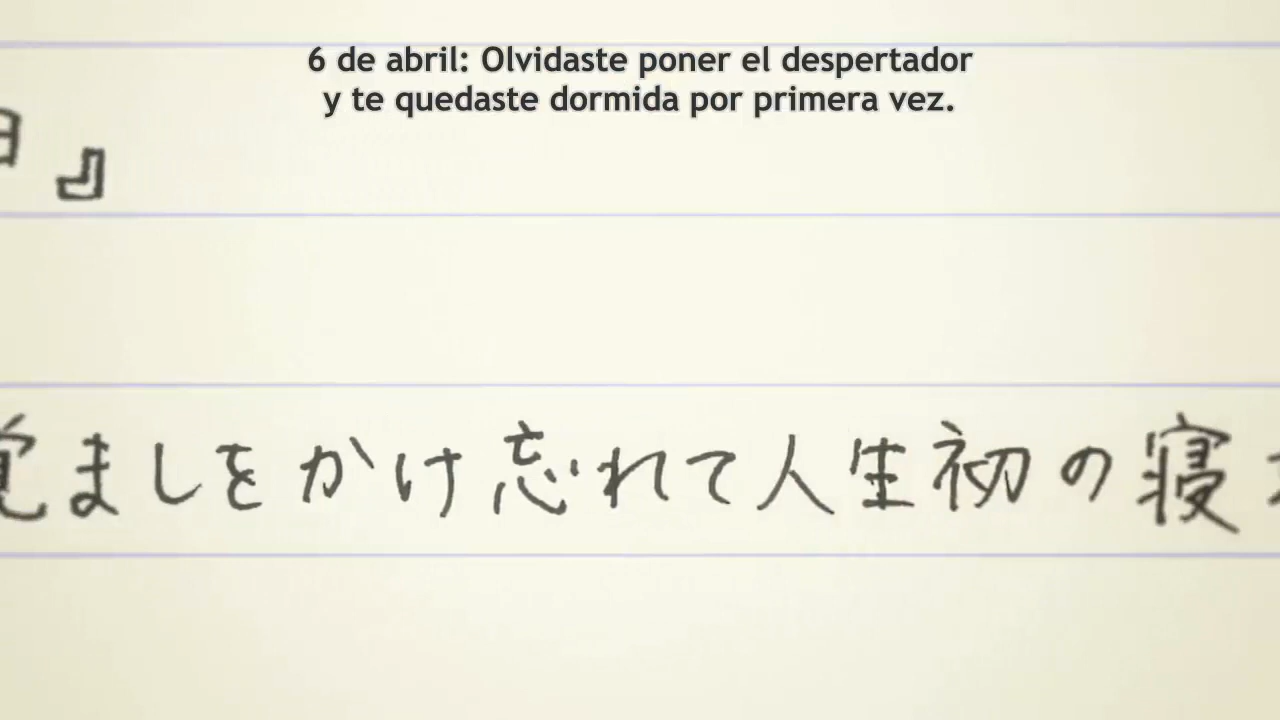 6 de abril: Olvidaste poner el despertador
y te quedaste dormida por primera vez.
』
覚ましをかけ忘れて人生初の寝